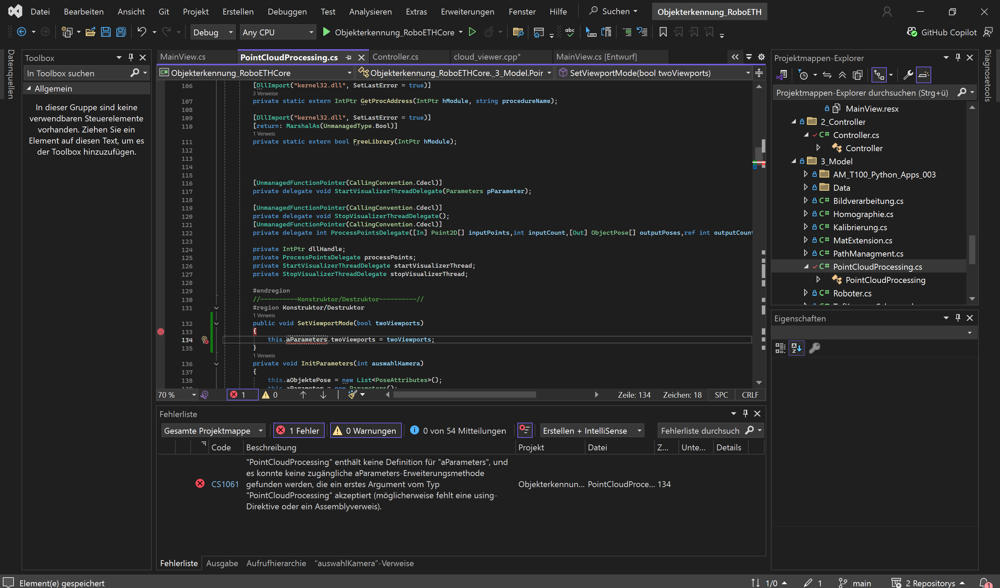 Datei Bearbeiten Ansicht Git Projekt Erstellen Debuggen Test Analysieren Extras Erweiterungen Fenster Hilfe Suchen Objekterkennung_RoboETH
Debug Any CPU Objekterkennung_RoboETHCore abc GitHub Copilot
Datenquellen
Toolbox
In Toolbox suchen
Allgemein
In dieser Gruppe sind keine
verwendbaren Steuerelemente
vorhanden. Ziehen Sie ein
Element auf diesen Text, um es
der Toolbox hinzuzufügen.
MainView.cs PointCloudProcessing.cs Controller.cs cloud_viewer.cpp* MainView.cs [Entwurf]
C# Objekterkennung_RoboETHCore Objekterkennung_RoboETHCore._3_Model.Poir SetViewportMode(bool twoViewports)
106 [DllImport("kernel32.dll", SetLastError = true)]
3 Verweise
107 private static extern IntPtr GetProcAddress(IntPtr hModule, string procedureName);
108
109 [DllImport("kernel32.dll", SetLastError = true)]
110 [return: MarshalAs(UnmanagedType.Bool)]
1 Verweis
111 private static extern bool FreeLibrary(IntPtr hModule);
112
113
114
115
116 [UnmanagedFunctionPointer(CallingConvention.Cdecl)]
117 private delegate void StartVisualizerThreadDelegate(Parameters pParameter);
118
119 [UnmanagedFunctionPointer(CallingConvention.Cdecl)]
120 private delegate void StopVisualizerThreadDelegate();
121 [UnmanagedFunctionPointer(CallingConvention.Cdecl)]
122 private delegate int ProcessPointsDelegate([In] Point2D[] inputPoints,int inputCount,[Out] ObjectPose[] outputPoses,ref int outputCount
123
124 private IntPtr dllHandle;
125 private ProcessPointsDelegate processPoints;
126 private StartVisualizerThreadDelegate startVisualizerThread;
127 private StopVisualizerThreadDelegate stopVisualizerThread;
128
129 #endregion
130 //----------Konstruktor/Destruktor----------//
131 #region Konstruktor/Destruktor
1 Verweis
132 public void SetViewportMode(bool twoViewports)
133 {
134 this.aParameters.twoViewports = twoViewports;
135 }
1 Verweis
136 private void InitParameters(int auswahlKamera)
137 {
138 this.aObjektePose = new List<PoseAttributes>();
139 this.aParameter = new Parameters();
70 % 1 0 Zeile: 134 Zeichen: 18 SPC CRLF
Fehlerliste
Gesamte Projektmappe 1 Fehler 0 Warnungen 0 von 54 Mitteilungen Erstellen + IntelliSense Fehlerliste durchsuch
Code Beschreibung Projekt Datei Z... Unte... Details
"PointCloudProcessing" enthält keine Definition für "aParameters", und
es konnte keine zugängliche aParameters-Erweiterungsmethode
CS1061 gefunden werden, die ein erstes Argument vom Typ Objekterkennun... PointCloudProce... 134
"PointCloudProcessing" akzeptiert (möglicherweise fehlt eine using-
Direktive oder ein Assemblyverweis).
Fehlerliste Ausgabe Aufrufhierarchie “auswahlKamera”-Verweise
Projektmappen-Explorer
Projektmappen-Explorer durchsuchen (Strg+ü)
MainView.resx
2_Controller
C# Controller.cs
Controller
3_Model
AM_T100_Python_Apps_003
Data
C# Bildverarbeitung.cs
C# Homographie.cs
C# Kalibrierung.cs
C# MatExtension.cs
C# PathManagment.cs
C# PointCloudProcessing.cs
PointCloudProcessing
C# Roboter.cs
Eigenschaften
Diagnosetools
Element(e) gespeichert 1/0 1 main 2 Repositorys 1